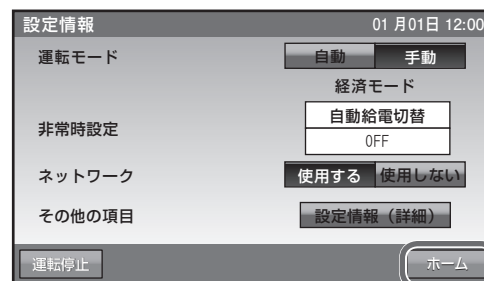 設定情報 01月01日 12:00
運転モード 自動 手動
経済モード
非常時設定 自動給電切替
OFF
ネットワーク 使用する 使用しない
その他の項目 設定情報（詳細）
運転停止 ホーム